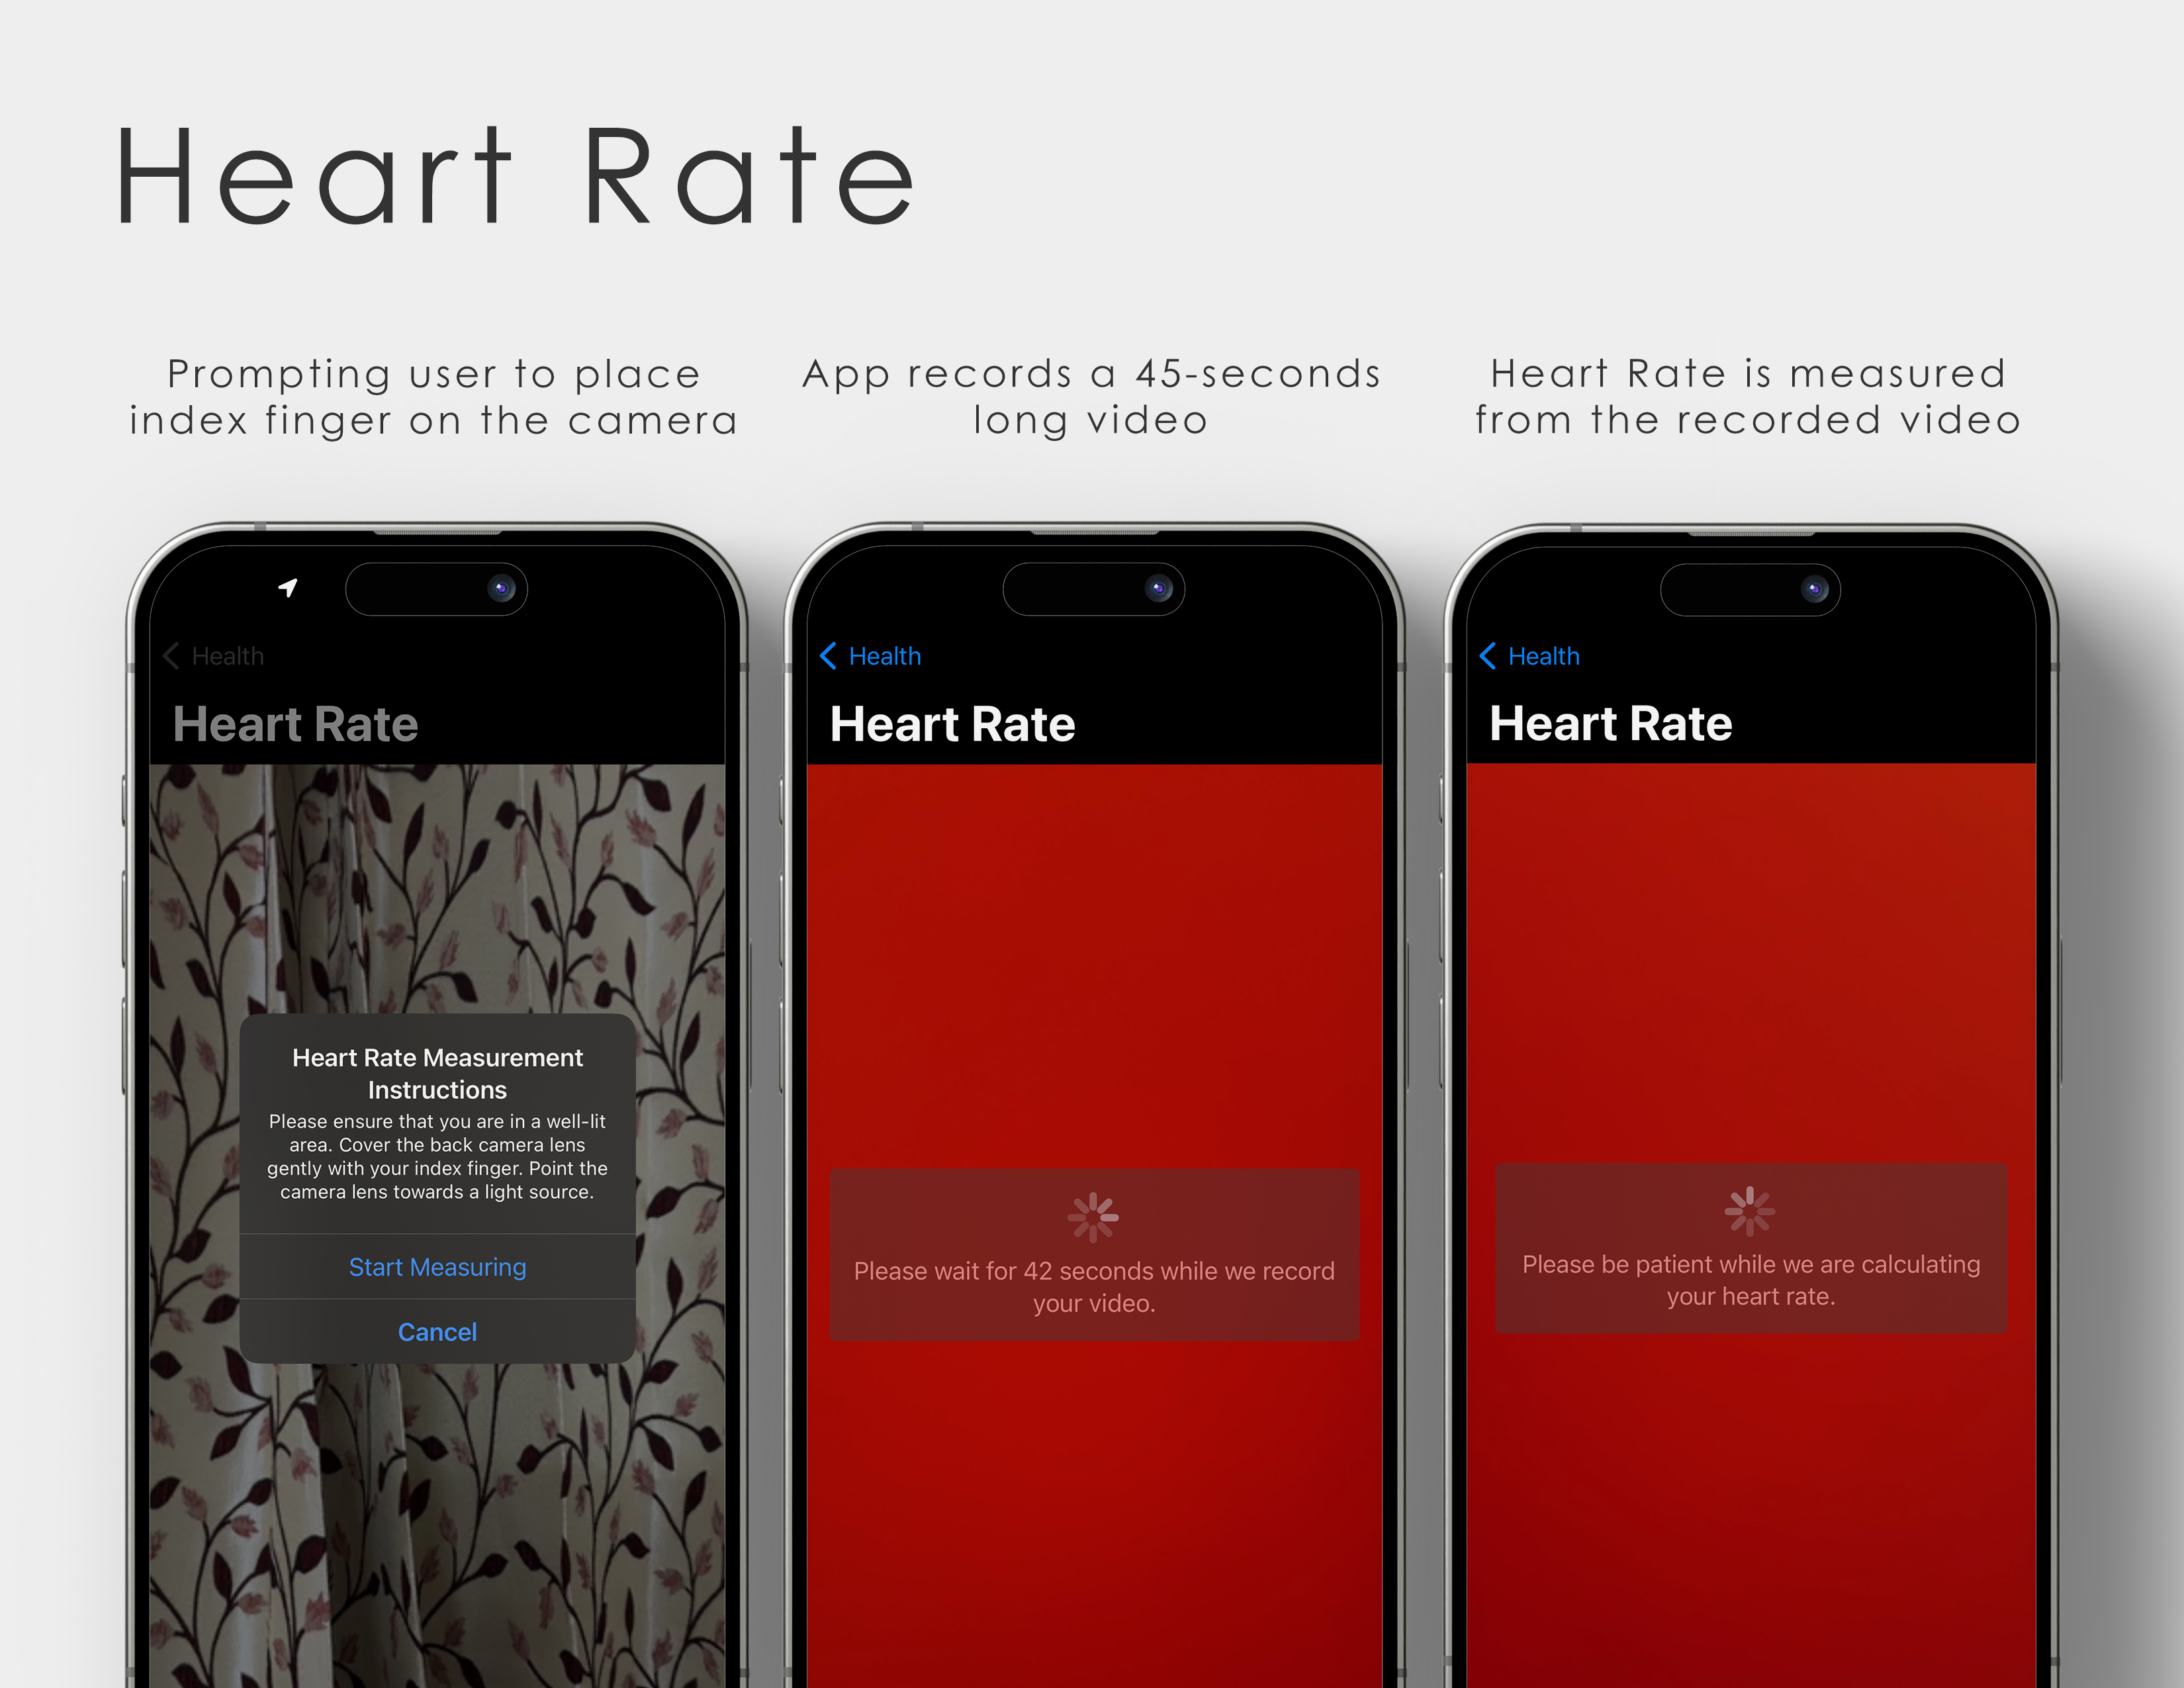 Heart Rate
Prompting user to place
index finger on the camera
App records a 45-seconds
long video
Heart Rate is measured
from the recorded video
Health
Heart Rate
Heart Rate Measurement
Instructions
Please ensure that you are in a well-lit
area. Cover the back camera lens
gently with your index finger. Point the
camera lens towards a light source.
Start Measuring
Cancel
Health
Heart Rate
Please wait for 42 seconds while we record
your video.
Health
Heart Rate
Please be patient while we are calculating
your heart rate.